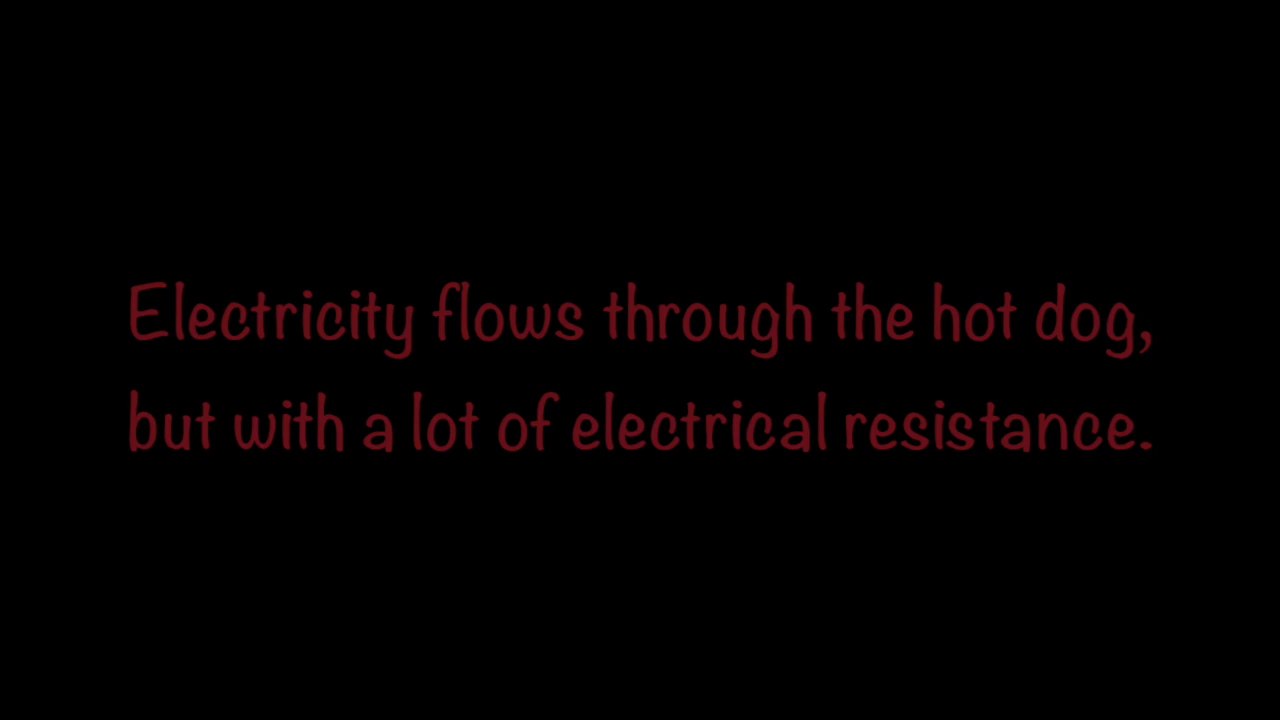 Electricity flows through the hot dog,
but with a lot of electrical resistance.